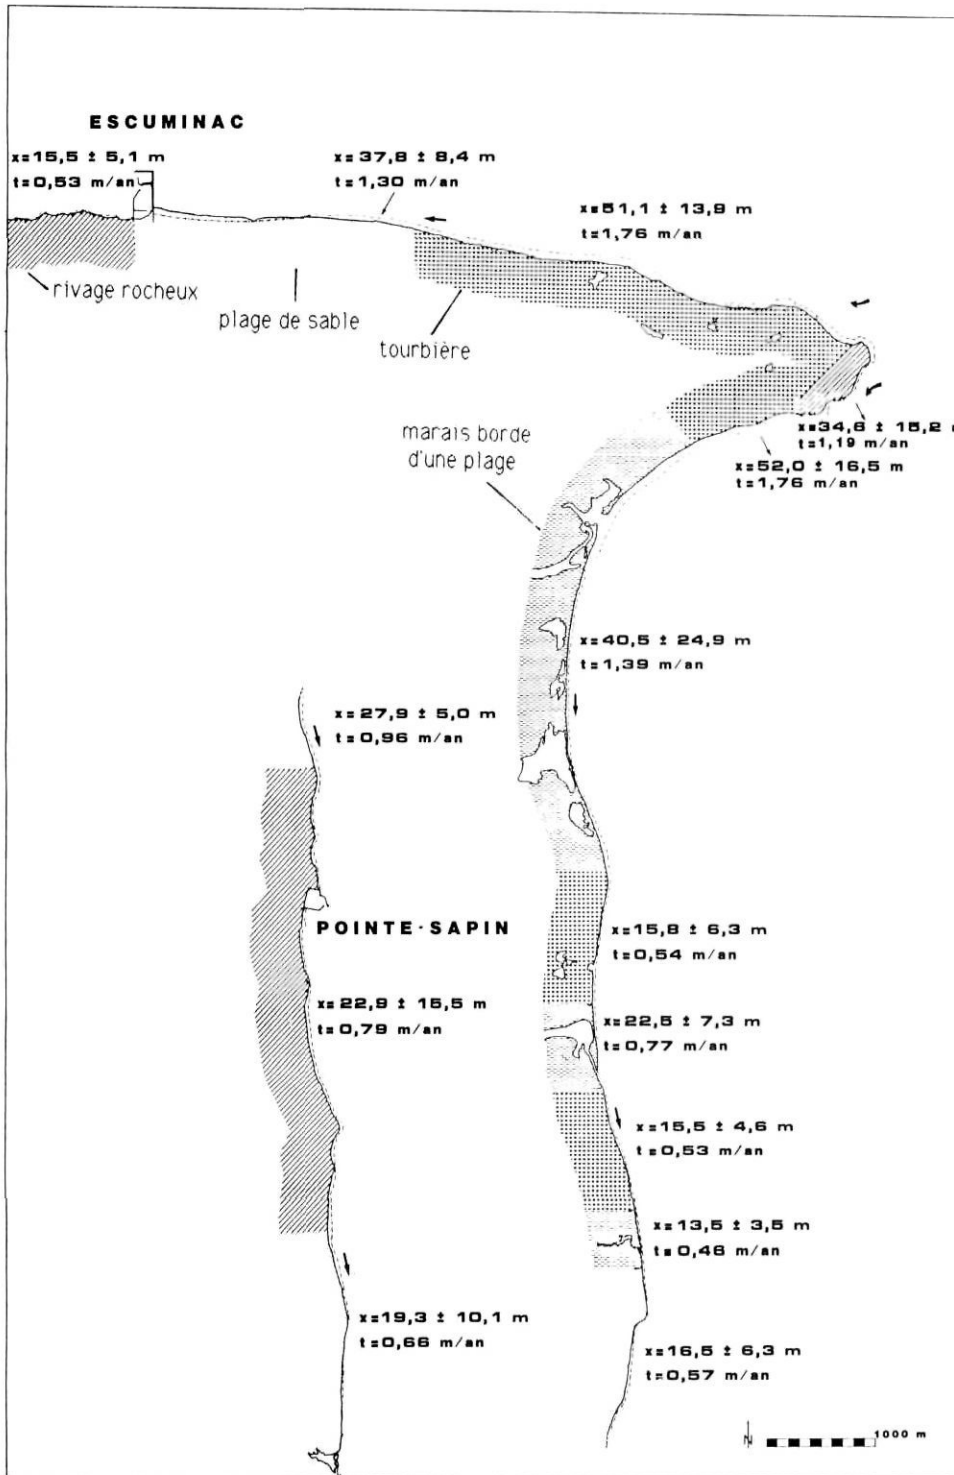 ESCUMINAC
x=15,5 ± 5,1 m
t=0,53 m/an
x=37,8 ± 8,4 m
t=1,30 m/an
x=51,1 ± 13,9 m
t=1,76 m/an
rivage rocheux
plage de sable
tourbière
x=34,6 ± 15,2
t=1,19 m/an
marais borde
d'une plage
x=52,0 ± 16,5 m
t=1,76 m/an
x=40,5 ± 24,9 m
t=1,39 m/an
x=27,9 ± 5,0 m
t=0,96 m/an
POINTE-SAPIN
x=15,8 ± 6,3 m
t=0,54 m/an
x=22,9 ± 15,5 m
t=0,79 m/an
x=22,5 ± 7,3 m
t=0,77 m/an
x=15,5 ± 4,6 m
t=0,53 m/an
x=13,5 ± 3,5 m
t=0,46 m/an
x=19,3 ± 10,1 m
t=0,66 m/an
x=16,5 ± 6,3 m
t=0,57 m/an
N
1000 m